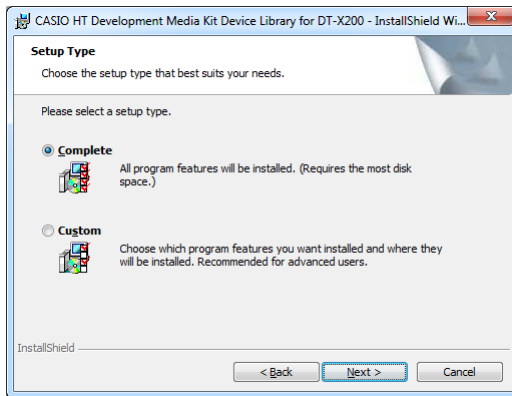 CASIO HT Development Media Kit Device Library for DT-X200 - InstallShield Wi...
Setup Type
Choose the setup type that best suits your needs.
Please select a setup type.
Complete
All program features will be installed. (Requires the most disk
space.)
Custom
Choose which program features you want installed and where they
will be installed. Recommended for advanced users.
InstallShield
< Back
Next >
Cancel